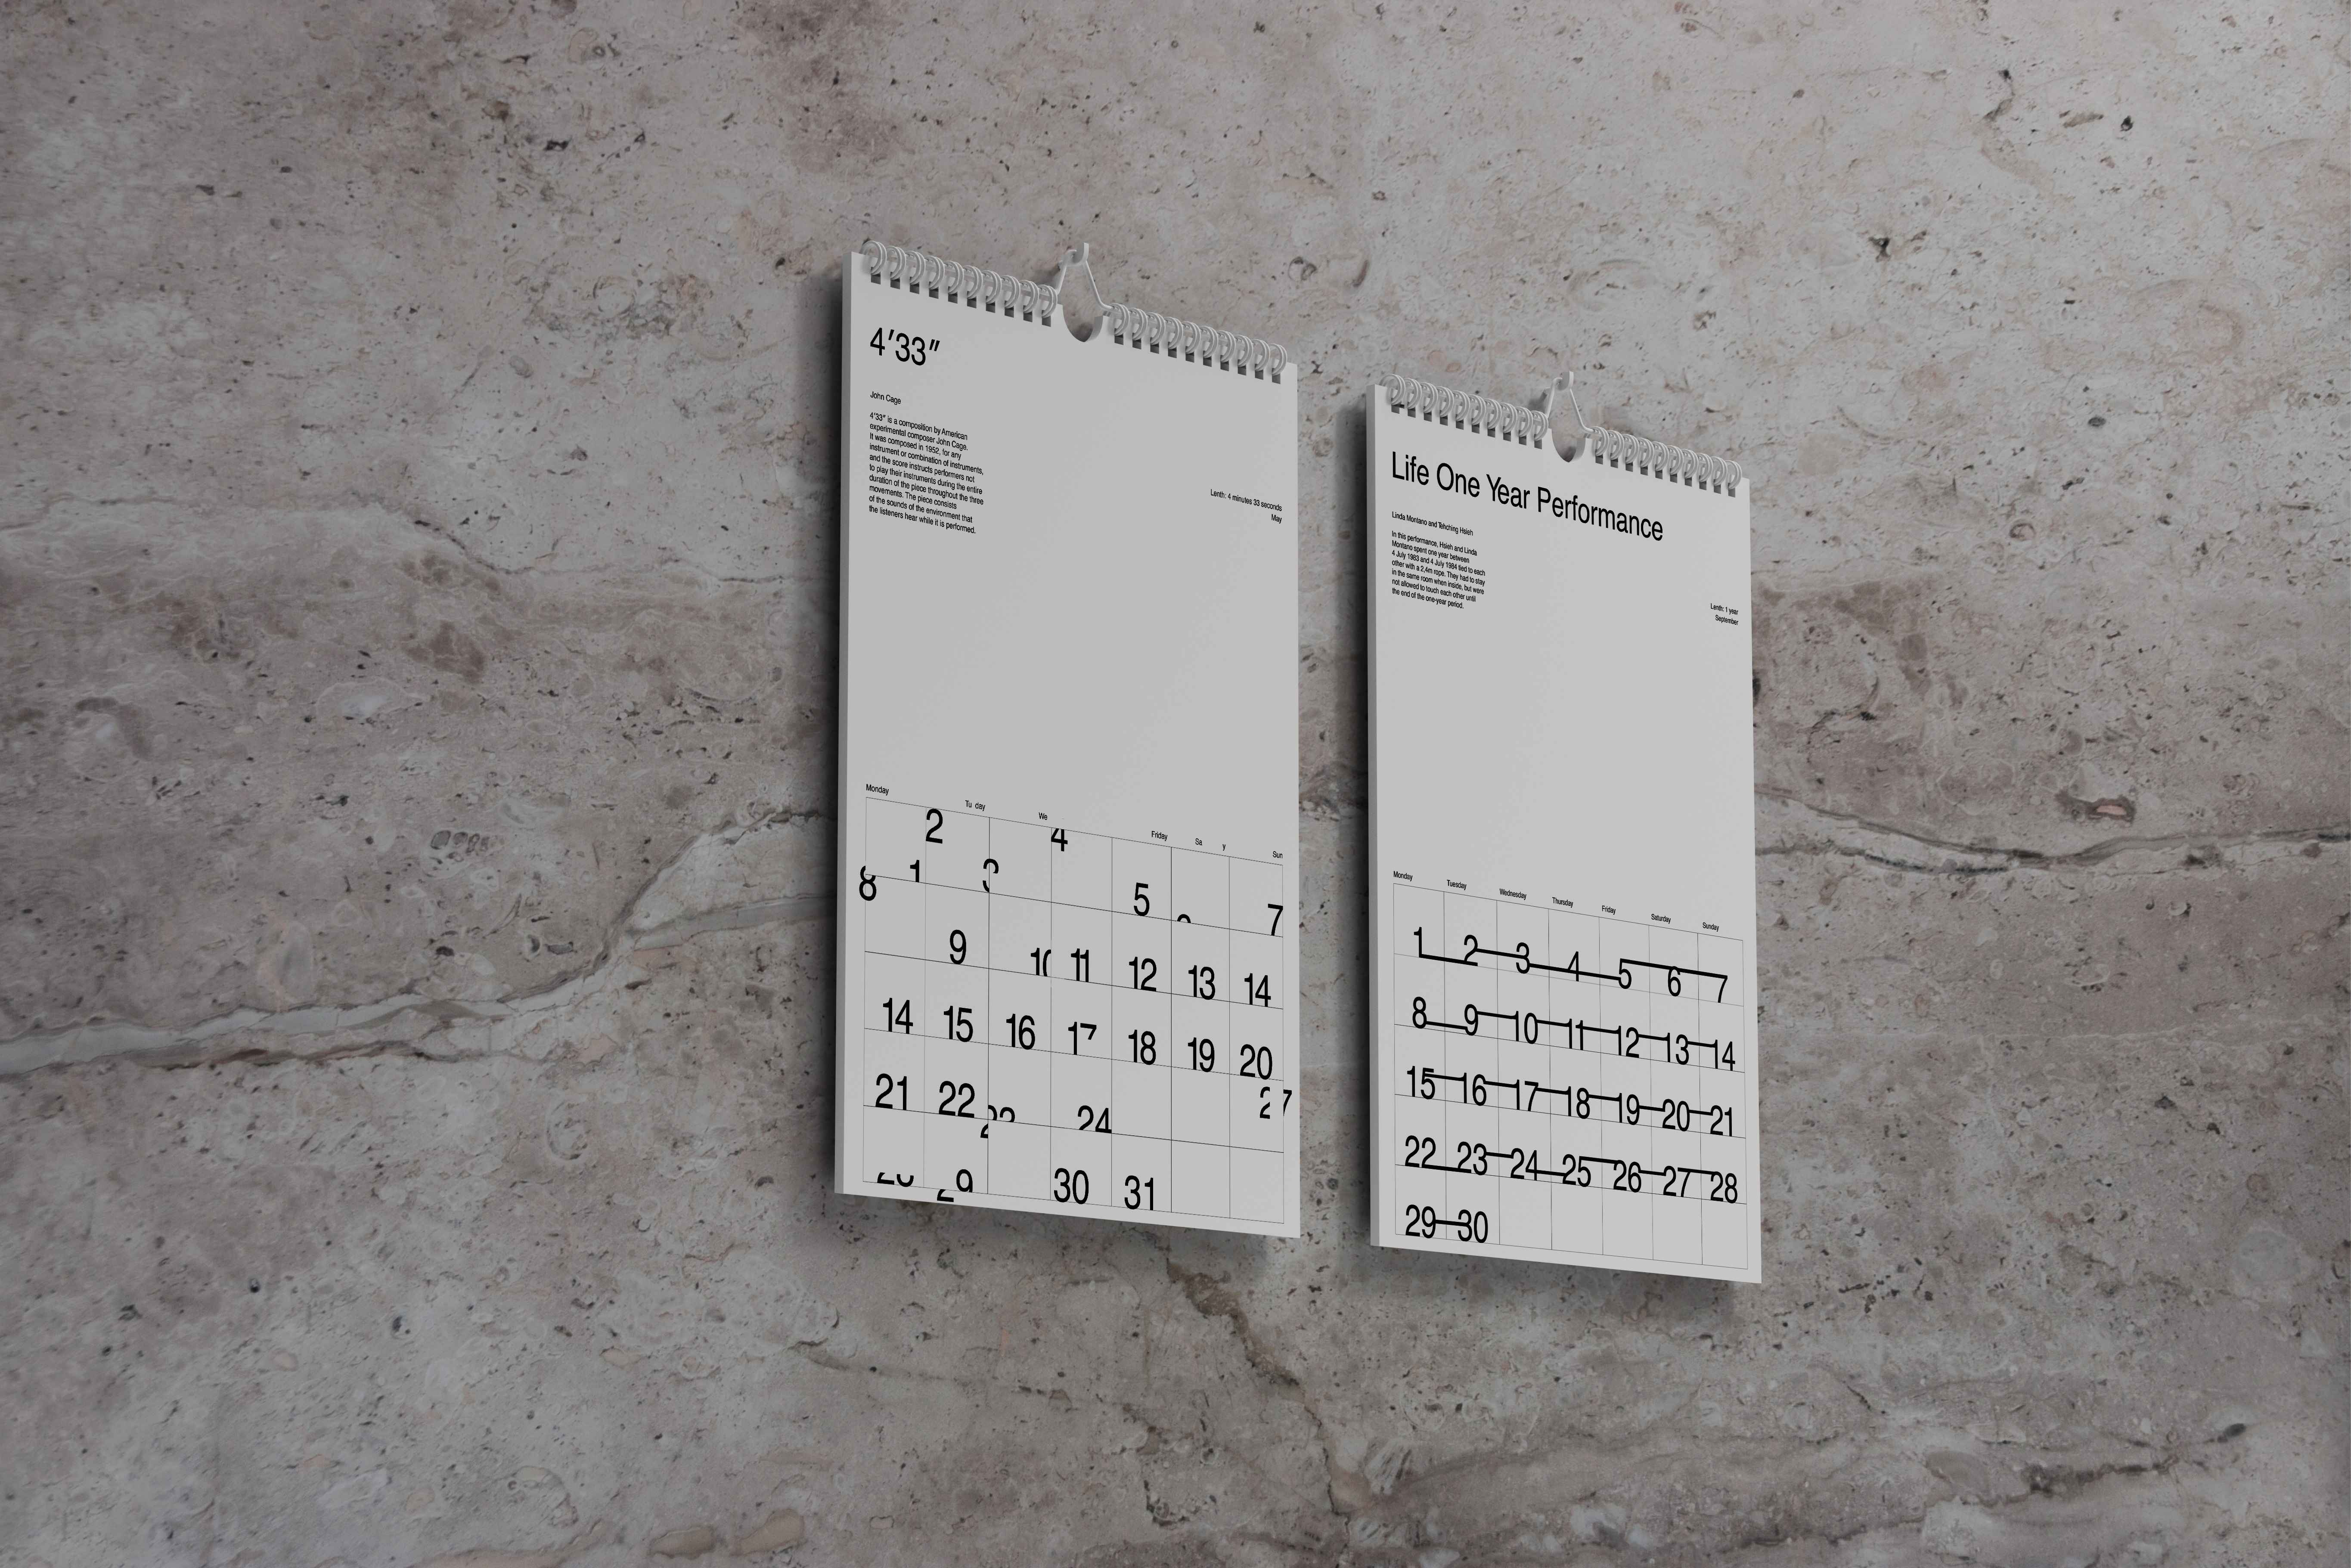 4'33"
John Cage
4'33" is a composition by American
experimental composer John Cage.
It was composed in 1952, for any
instrument or combination of instruments,
and the score instructs performers not
to play their instruments during the entire
duration of the piece throughout the three
movements. The piece consists
of the sounds of the environment that
the listeners hear while it is performed.
Lenth: 4 minutes 33 seconds
May
Monday Tu day We Friday Sa y Sun
1 2 3 4 5 7
8 9 10 11 12 13 14
14 15 16 17 18 19 20
21 22 24 27
29 30 31
Life One Year Performance
Linda Montano and Tehching Hsieh
In this performance, Hsieh and Linda
Montano spent one year between
4 July 1983 and 4 July 1984 tied to each
other with a 2,4m rope. They had to stay
in the same room when inside, but were
not allowed to touch each other until
the end of the one-year period.
Lenth: 1 year
September
Monday Tuesday Wednesday Thursday Friday Saturday Sunday
1 2 3 4 5 6 7
8 9 10 11 12 13 14
15 16 17 18 19 20 21
22 23 24 25 26 27 28
29 30